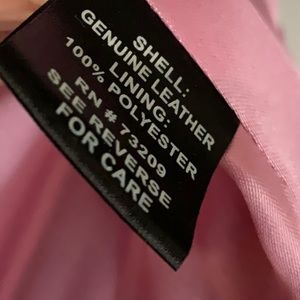 SHELL:
GENUINE LEATHER
LINING:
100% POLYESTER
RN # 73209
SEE REVERSE
FOR CARE